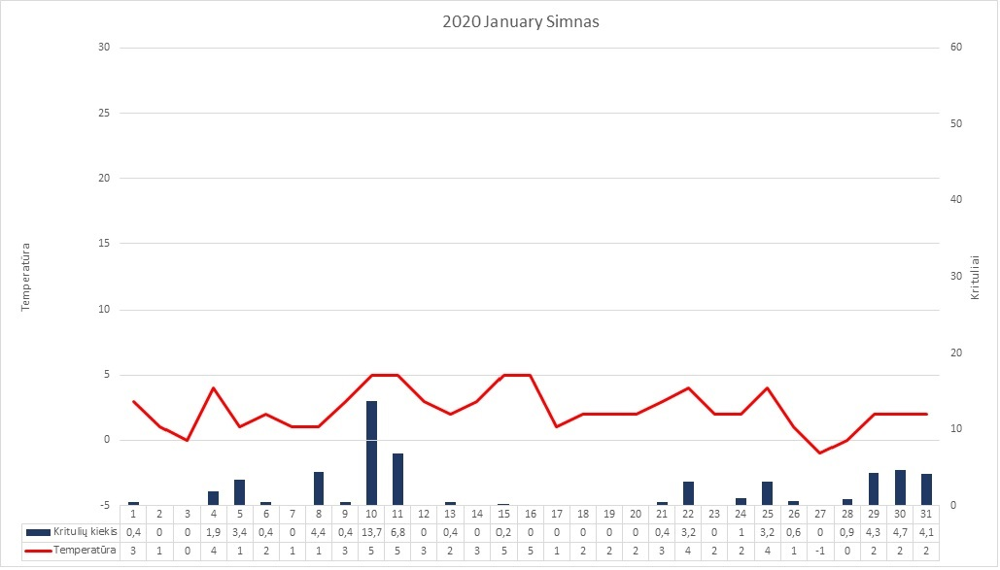 2020 January Simnas
30 60
25 50
20 40
15 30
10 20
5 10
0
-5 0
Temperatūra
Krituliai
1 2 3 4 5 6 7 8 9 10 11 12 13 14 15 16 17 18 19 20 21 22 23 24 25 26 27 28 29 30 31
Kritulių kiekis 0,4 0 0 1,9 3,4 0,4 0 4,4 0,4 13,7 6,8 0 0,4 0 0,2 0 0 0 0 0 0,4 3,2 0 1 3,2 0,6 0 0,9 4,3 4,7 4,1
Temperatūra 3 1 0 4 1 2 1 1 3 5 5 3 2 3 5 5 1 2 2 2 3 4 2 2 4 1 -1 0 2 2 2